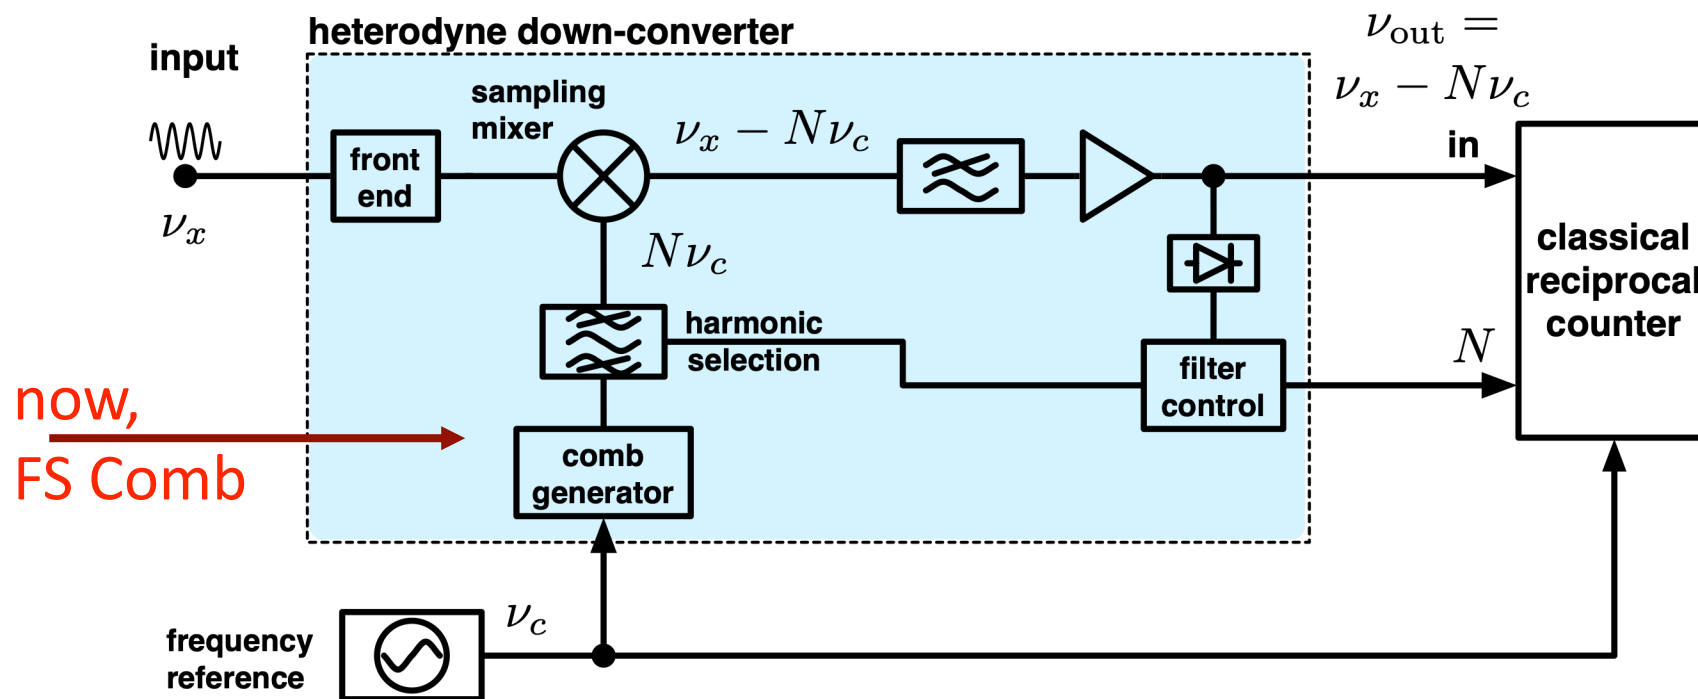 heterodyne down-converter
ν_out =
ν_x − Nν_c
input
sampling
mixer
ν_x − Nν_c
in
front
end
ν_x
Nν_c
classical
reciprocal
counter
harmonic
selection
filter
control
N
now,
FS Comb
comb
generator
ν_c
frequency
reference